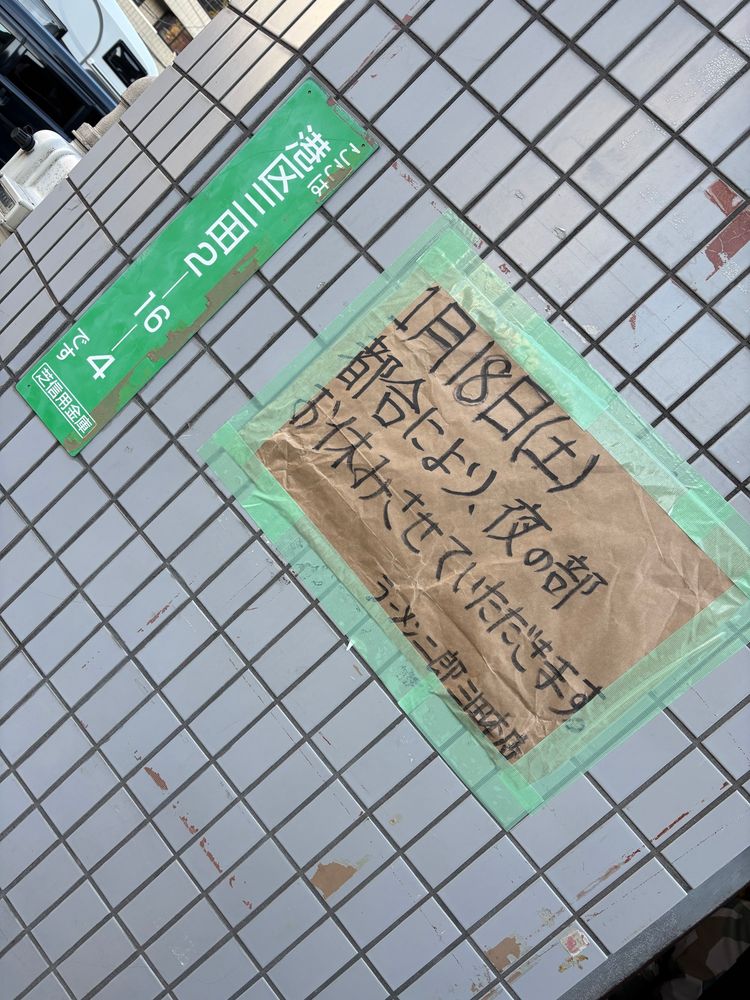 ここは
港区三田2―16―4
です
芝信用金庫
1月18日(土)
都合により、夜の部
お休みさせていただきます。
ラーメン二郎 三田本店